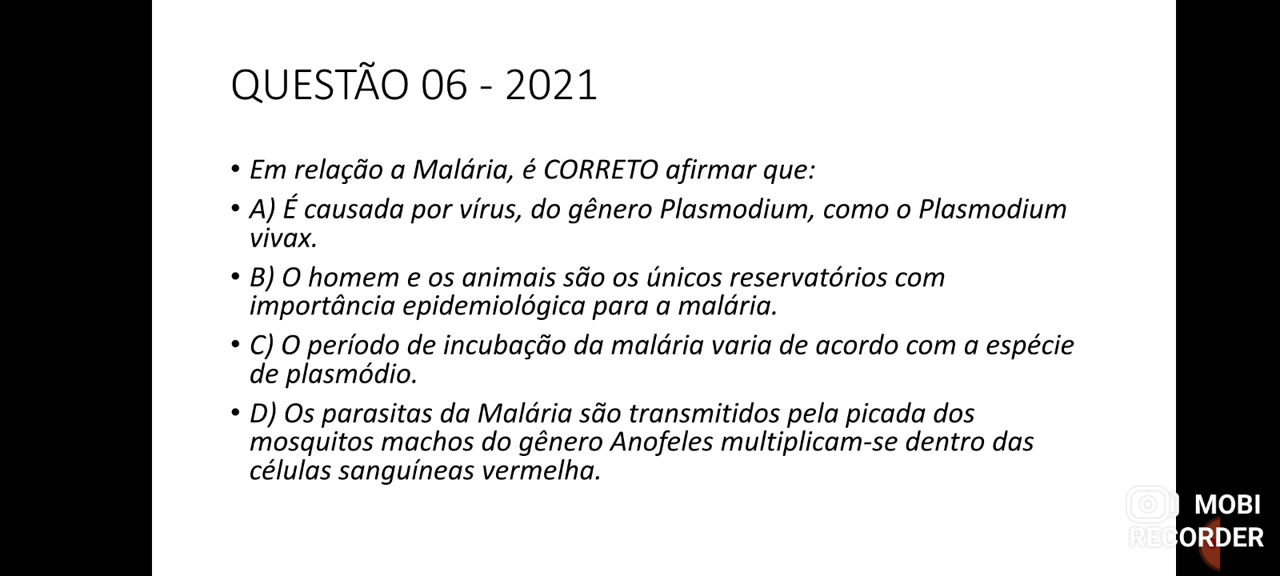 QUESTÃO 06 - 2021
• Em relação a Malária, é CORRETO afirmar que:
• A) É causada por vírus, do gênero Plasmodium, como o Plasmodium
vivax.
• B) O homem e os animais são os únicos reservatórios com
importância epidemiológica para a malária.
• C) O período de incubação da malária varia de acordo com a espécie
de plasmódio.
• D) Os parasitas da Malária são transmitidos pela picada dos
mosquitos machos do gênero Anofeles multiplicam-se dentro das
células sanguíneas vermelha.
MOBI
RECORDER